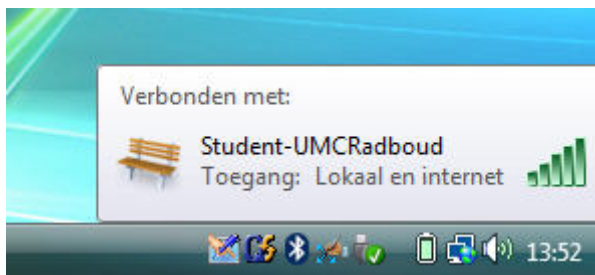 Verbonden met:
Student-UMCRadboud
Toegang: Lokaal en internet
13:52